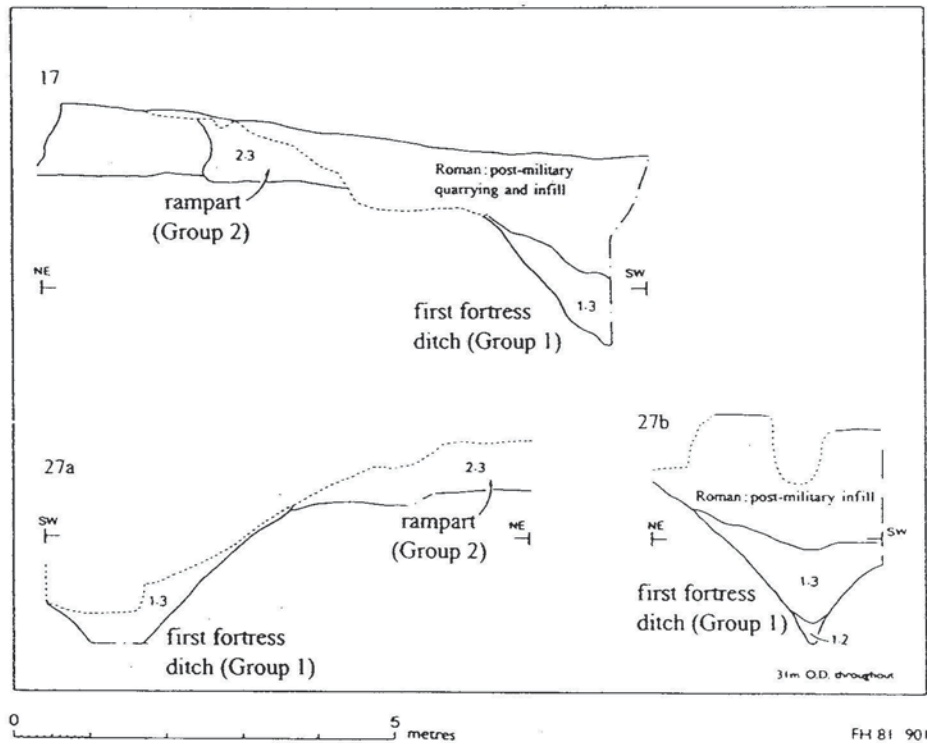 17
2·3
rampart
(Group 2)
Roman: post-military
quarrying and infill
NE
SW
first fortress
ditch (Group 1)
1·3
27a
SW
2·3
rampart
(Group 2)
NE
1·3
first fortress
ditch (Group 1)
27b
Roman: post-military infill
NE
SW
1·3
first fortress
ditch (Group 1)
1·2
31m O.D. throughout
0
5
metres
FH 81 901